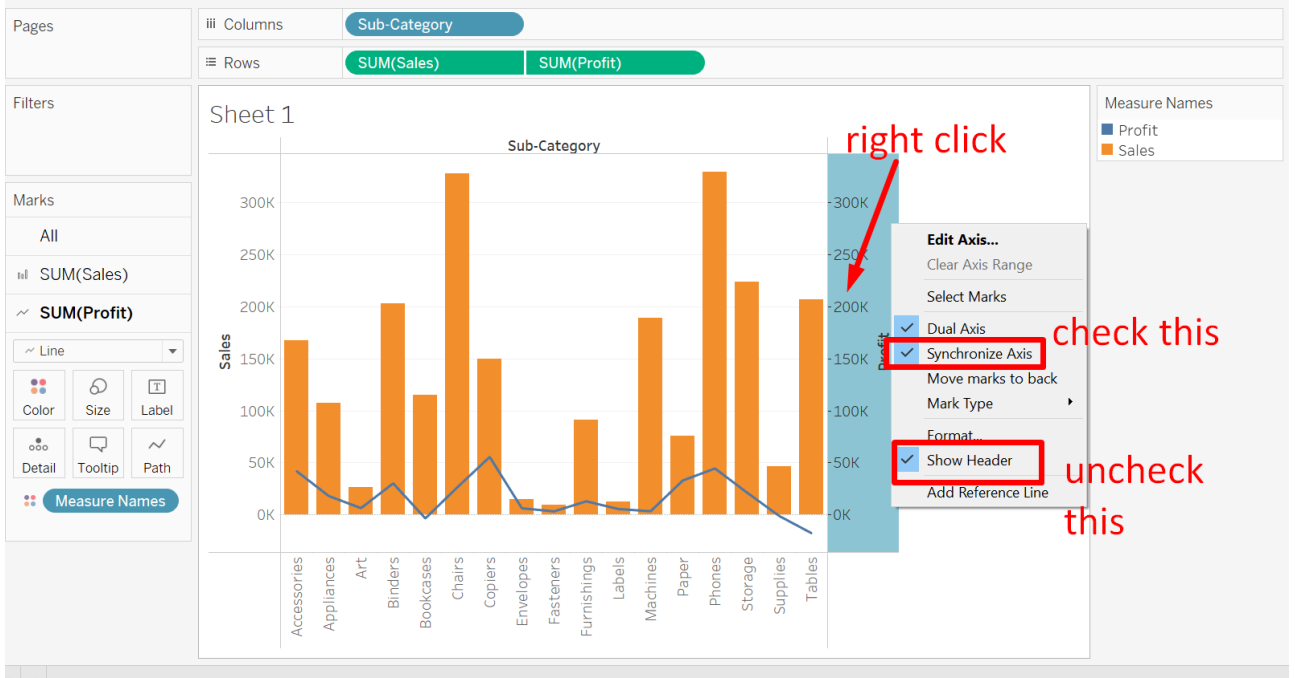 Pages
iii Columns
Sub-Category
Rows
SUM(Sales)
SUM(Profit)
Filters
Marks
All
SUM(Sales)
SUM(Profit)
Line
Color
Size
Label
Detail
Tooltip
Path
Measure Names
Sheet 1
Sub-Category
Sales
300K
250K
200K
150K
100K
50K
0K
Accessories
Appliances
Art
Binders
Bookcases
Chairs
Copiers
Envelopes
Fasteners
Furnishings
Labels
Machines
Paper
Phones
Storage
Supplies
Tables
300K
250K
200K
150K
100K
50K
0K
Profit
right click
Edit Axis...
Clear Axis Range
Select Marks
Dual Axis
Synchronize Axis
Move marks to back
Mark Type
Format...
Show Header
Add Reference Line
check this
uncheck
this
Measure Names
Profit
Sales